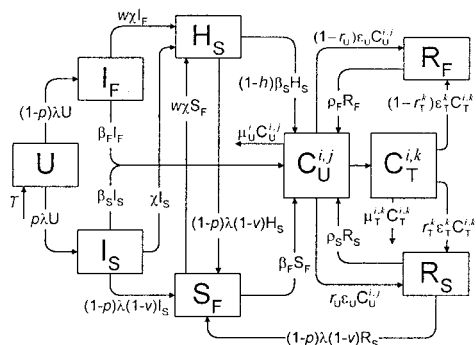 wχI_F
H_S
(1-r_U)ε_U C_U^{i,j}
R_F
I_F
(1-p)λU
wχS_F
(1-h)β_S H_S
ρ_F R_F
(1-r_T^k)ε_T^k C_T^{i,k}
β_F I_F
μ_U^{i,j} C_U^{i,j}
U
C_U^{i,j}
C_T^{i,k}
β_S I_S
χI_S
T
pλU
(1-p)λ(1-v)H_S
μ_T^{i,k} C_T^{i,k}
r_T^k ε_T^k C_T^{i,k}
ρ_S R_S
I_S
β_F S_F
R_S
(1-p)λ(1-v)I_S
S_F
r_U ε_U C_U^{i,j}
(1-p)λ(1-v)R_S